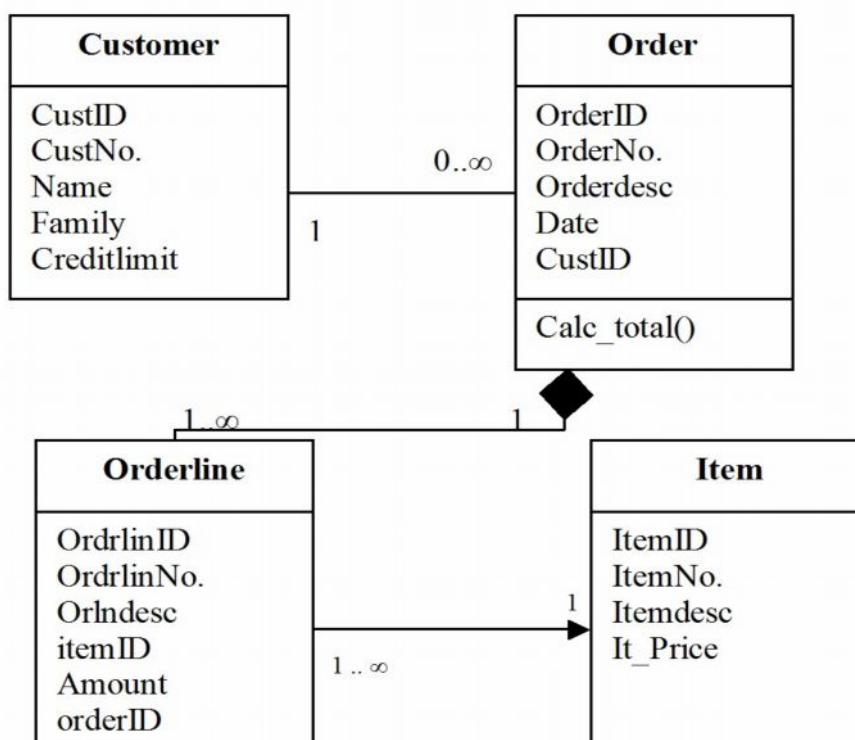 Customer
CustID
CustNo.
Name
Family
Creditlimit
1
0..∞
Order
OrderID
OrderNo.
Orderdesc
Date
CustID
Calc_total()
1..∞
1
Orderline
OrdrlinID
OrdrlinNo.
Orlndesc
itemID
Amount
orderID
1 .. ∞
1
Item
ItemID
ItemNo.
Itemdesc
It_Price